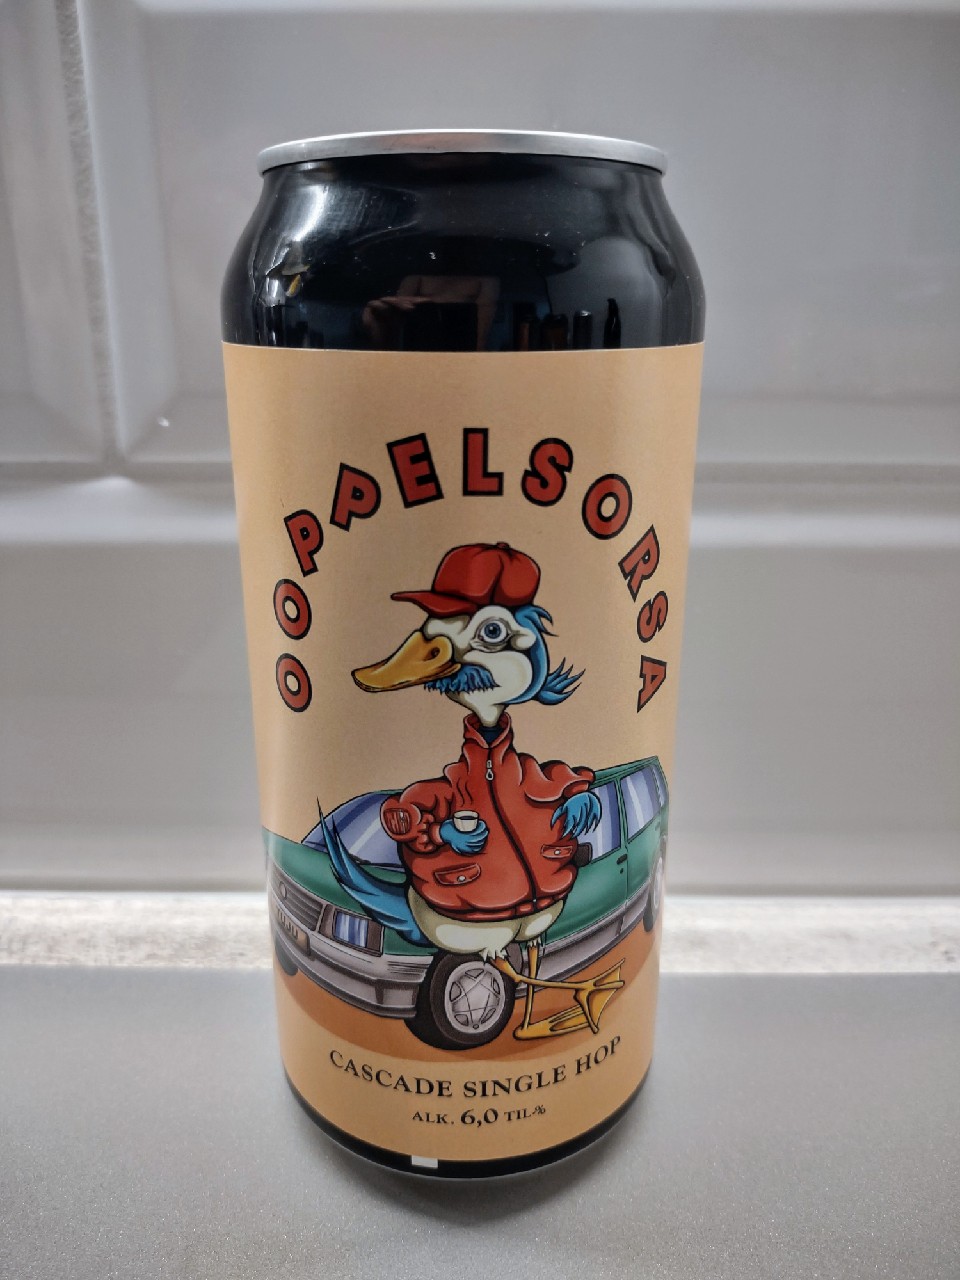 OOPPELSORSA
CASCADE SINGLE HOP
ALK. 6,0 TIL-%